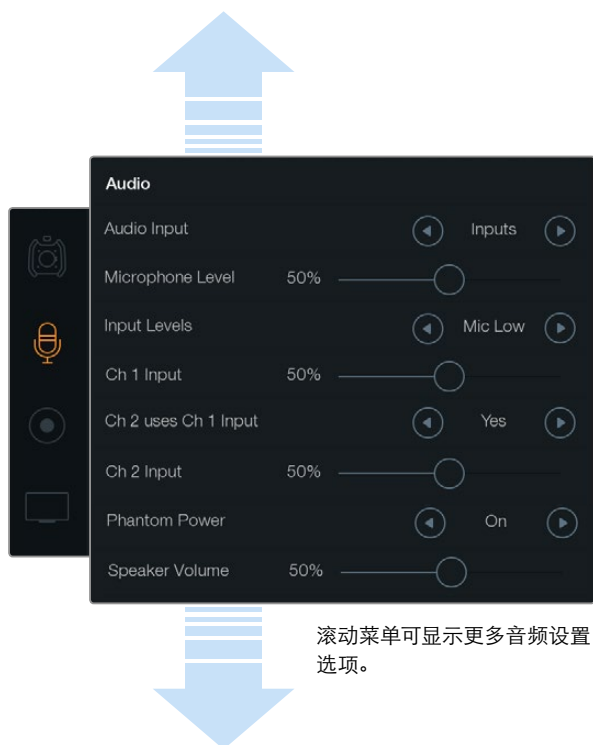 Audio
Audio Input Inputs
Microphone Level 50%
Input Levels Mic Low
Ch 1 Input 50%
Ch 2 uses Ch 1 Input Yes
Ch 2 Input 50%
Phantom Power On
Speaker Volume 50%
滚动菜单可显示更多音频设置
选项。